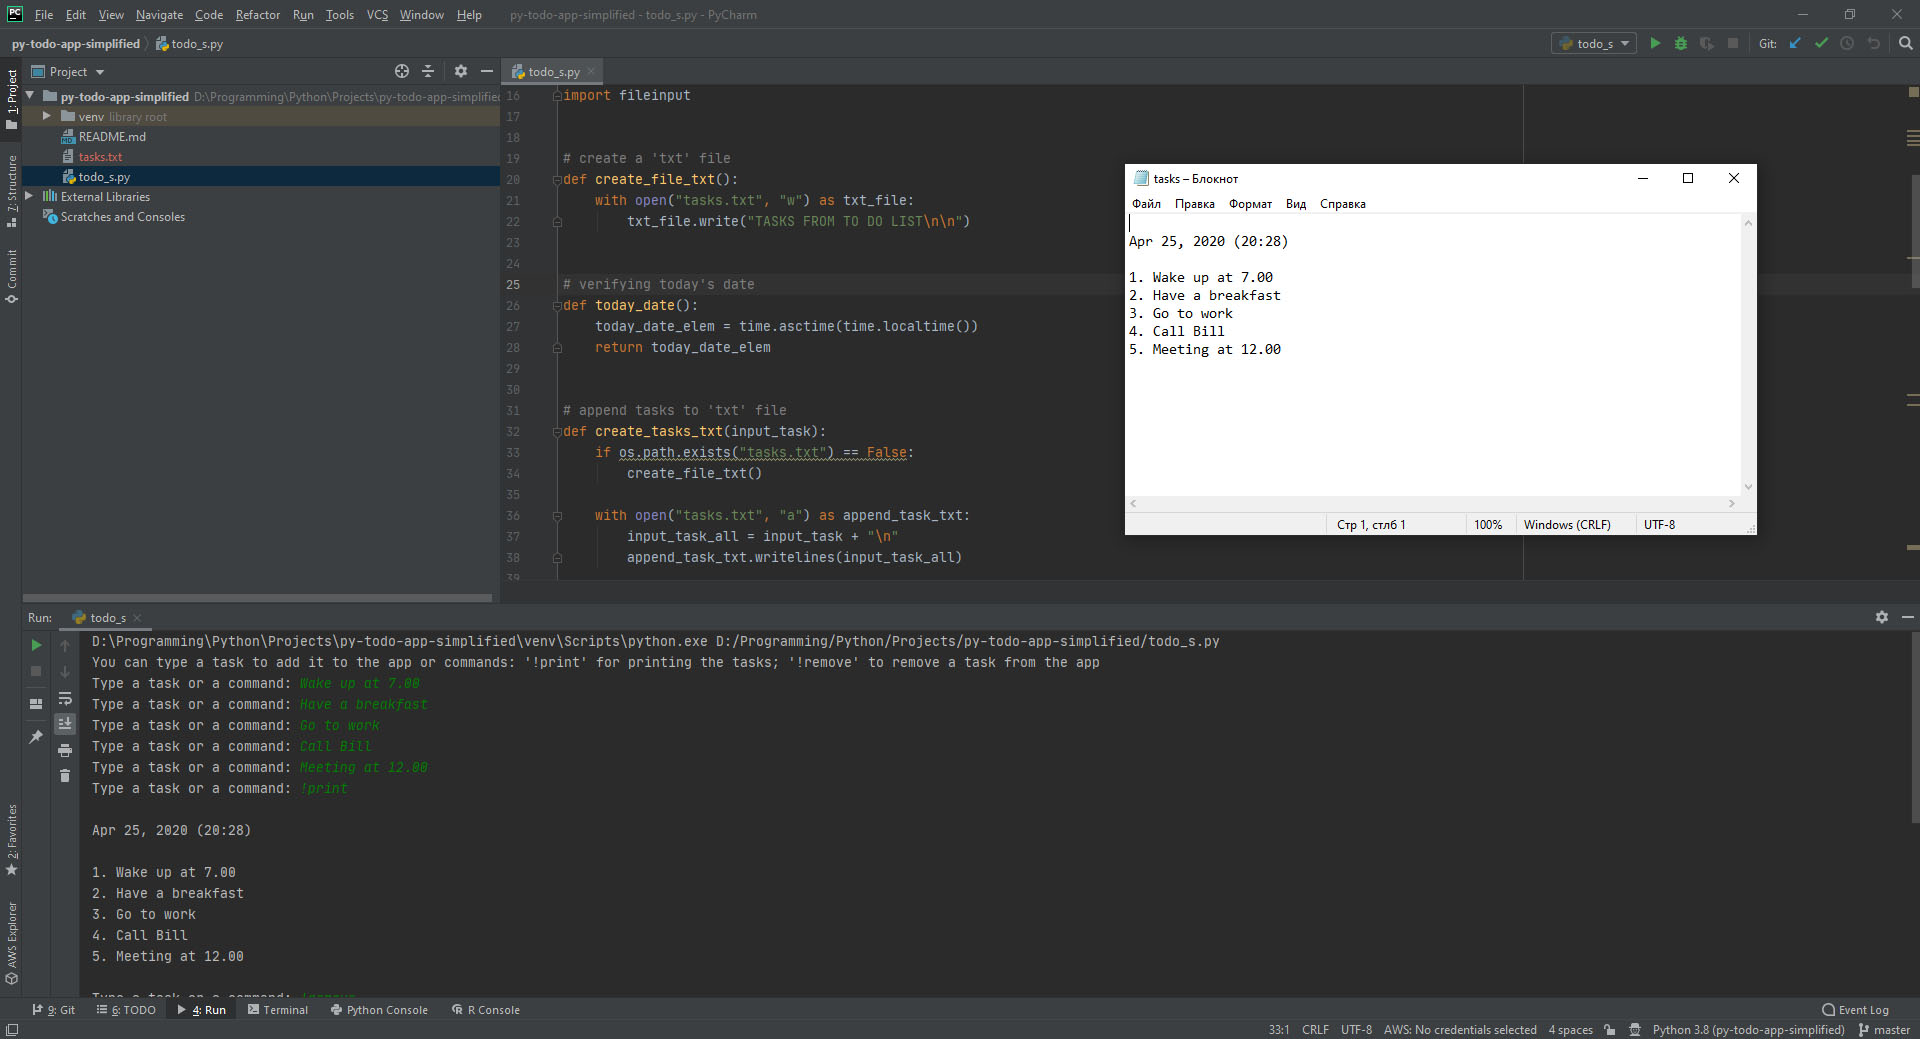 PC File Edit View Navigate Code Refactor Run Tools VCS Window Help py-todo-app-simplified - todo_s.py - PyCharm
py-todo-app-simplified todo_s.py
todo_s Git:
1: Project
7: Structure
Commit
2: Favorites
AWS Explorer
Project
py-todo-app-simplified D:\Programming\Python\Projects\py-todo-app-simplified
venv library root
README.md
tasks.txt
todo_s.py
External Libraries
Scratches and Consoles
todo_s.py
16 import fileinput
17
18
19 # create a 'txt' file
20 def create_file_txt():
21 with open("tasks.txt", "w") as txt_file:
22 txt_file.write("TASKS FROM TO DO LIST\n\n")
23
24
25 # verifying today's date
26 def today_date():
27 today_date_elem = time.asctime(time.localtime())
28 return today_date_elem
29
30
31 # append tasks to 'txt' file
32 def create_tasks_txt(input_task):
33 if os.path.exists("tasks.txt") == False:
34 create_file_txt()
35
36 with open("tasks.txt", "a") as append_task_txt:
37 input_task_all = input_task + "\n"
38 append_task_txt.writelines(input_task_all)
39
tasks – Блокнот
Файл Правка Формат Вид Справка
Apr 25, 2020 (20:28)
1. Wake up at 7.00
2. Have a breakfast
3. Go to work
4. Call Bill
5. Meeting at 12.00
Стр 1, стлб 1 100% Windows (CRLF) UTF-8
Run: todo_s
D:\Programming\Python\Projects\py-todo-app-simplified\venv\Scripts\python.exe D:/Programming/Python/Projects/py-todo-app-simplified/todo_s.py
You can type a task to add it to the app or commands: '!print' for printing the tasks; '!remove' to remove a task from the app
Type a task or a command: Wake up at 7.00
Type a task or a command: Have a breakfast
Type a task or a command: Go to work
Type a task or a command: Call Bill
Type a task or a command: Meeting at 12.00
Type a task or a command: !print
Apr 25, 2020 (20:28)
1. Wake up at 7.00
2. Have a breakfast
3. Go to work
4. Call Bill
5. Meeting at 12.00
Type a task or a command:
9: Git 6: TODO 4: Run Terminal Python Console R Console Event Log
33:1 CRLF UTF-8 AWS: No credentials selected 4 spaces Python 3.8 (py-todo-app-simplified) master